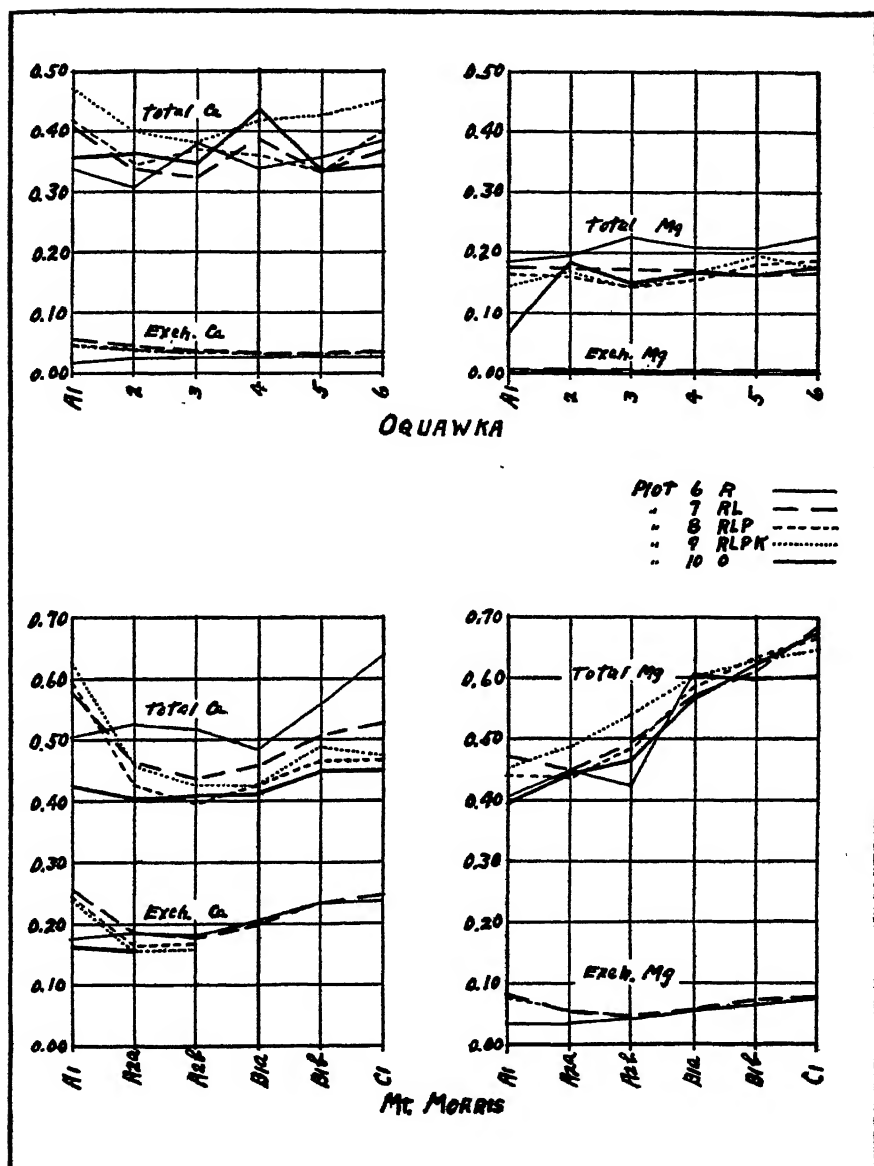 0.50
0.40
0.30
0.20
0.10
0.00
Total Ca
Exch. Ca
A1
2
3
4
5
6
0.50
0.40
0.30
0.20
0.10
0.00
Total Mg
Exch. Mg
A1
2
3
4
5
6
OQUAWKA
Plot 6 R
" 7 RL
" 8 RLP
" 9 RLPK
" 10 O
0.70
0.60
0.50
0.40
0.30
0.20
0.10
0.00
Total Ca
Exch. Ca
A1
A2a
A2b
B1a
B1b
C1
0.70
0.60
0.50
0.40
0.30
0.20
0.10
0.00
Total Mg
Exch. Mg
A1
A2a
A2b
B1a
B1b
C1
Mt. MORRIS